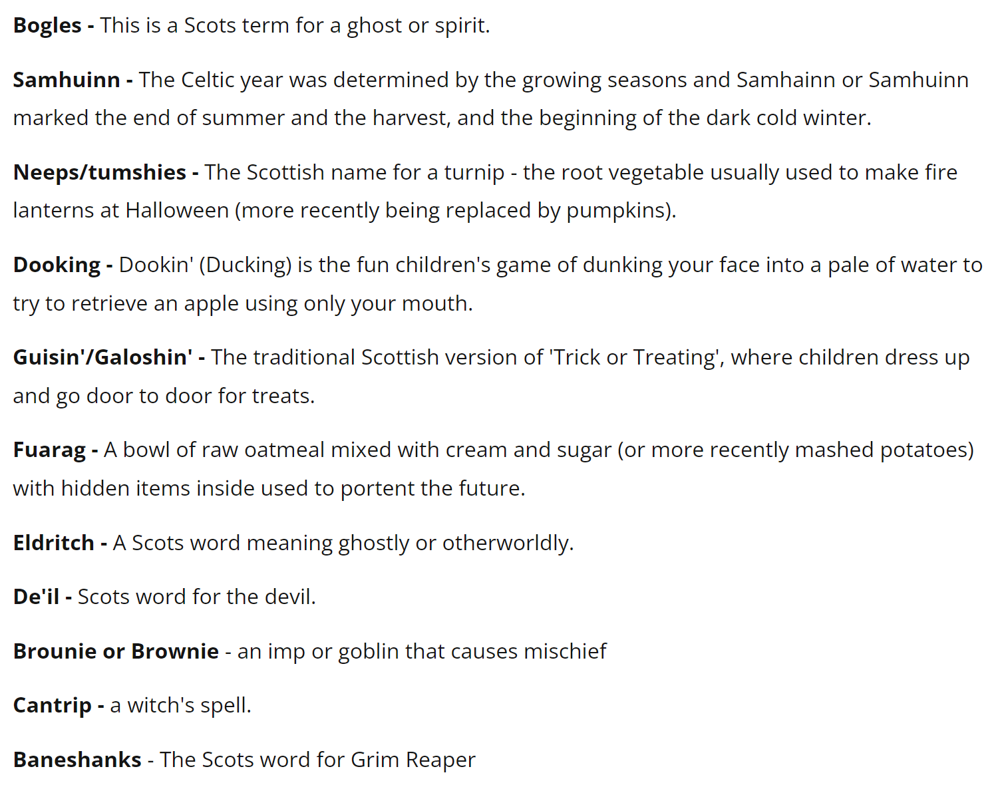 Bogles - This is a Scots term for a ghost or spirit.
Samhuinn - The Celtic year was determined by the growing seasons and Samhainn or Samhuinn
marked the end of summer and the harvest, and the beginning of the dark cold winter.
Neeps/tumshies - The Scottish name for a turnip - the root vegetable usually used to make fire
lanterns at Halloween (more recently being replaced by pumpkins).
Dooking - Dookin' (Ducking) is the fun children's game of dunking your face into a pale of water to
try to retrieve an apple using only your mouth.
Guisin'/Galoshin' - The traditional Scottish version of 'Trick or Treating', where children dress up
and go door to door for treats.
Fuarag - A bowl of raw oatmeal mixed with cream and sugar (or more recently mashed potatoes)
with hidden items inside used to portent the future.
Eldritch - A Scots word meaning ghostly or otherworldly.
De'il - Scots word for the devil.
Brounie or Brownie - an imp or goblin that causes mischief
Cantrip - a witch's spell.
Baneshanks - The Scots word for Grim Reaper